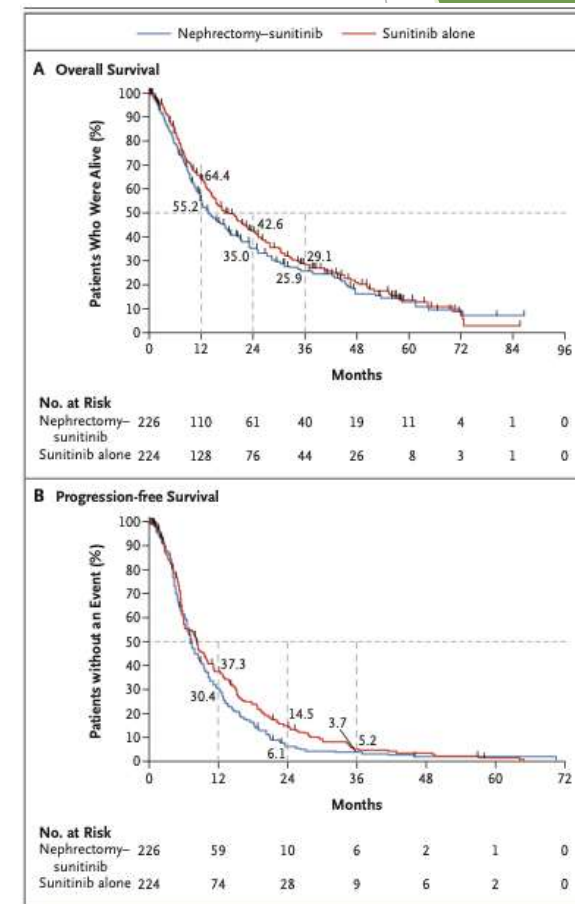 Nephrectomy–sunitinib Sunitinib alone
A Overall Survival
Patients Who Were Alive (%)
100
90
80
70
60
50
40
30
20
10
0
64.4
55.2
42.6
35.0
29.1
25.9
0 12 24 36 48 60 72 84 96
Months
No. at Risk
Nephrectomy– 226 110 61 40 19 11 4 1 0
sunitinib
Sunitinib alone 224 128 76 44 26 8 3 1 0
B Progression-free Survival
Patients without an Event (%)
100
90
80
70
60
50
40
30
20
10
0
37.3
30.4
14.5
3.7
5.2
6.1
0 12 24 36 48 60 72
Months
No. at Risk
Nephrectomy– 226 59 10 6 2 1 0
sunitinib
Sunitinib alone 224 74 28 9 6 2 0